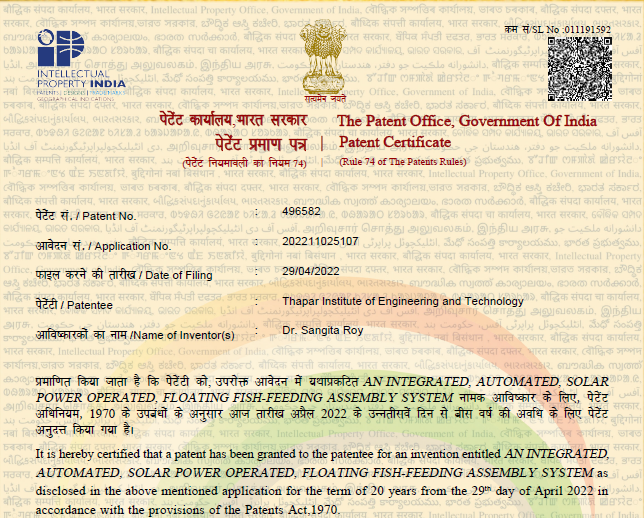 क्रम सं/SL No :011191592
INTELLECTUAL
PROPERTY INDIA
PATENTS | DESIGNS | TRADE MARKS
GEOGRAPHICAL INDICATIONS
सत्यमेव जयते
पेटेंट कार्यालय,भारत सरकार
The Patent Office, Government Of India
पेटेंट प्रमाण पत्र | Patent Certificate
(पेटेंट नियमावली का नियम 74) (Rule 74 of The Patents Rules)
पेटेंट सं. / Patent No. : 496582
आवेदन सं. / Application No. : 202211025107
फाइल करने की तारीख / Date of Filing : 29/04/2022
पेटेंटी / Patentee : Thapar Institute of Engineering and Technology
आविष्कारकों का नाम /Name of Inventor(s) : Dr. Sangita Roy
प्रमाणित किया जाता है कि पेटेंटी को, उपरोक्त आवेदन में यथाप्रकटित AN INTEGRATED, AUTOMATED, SOLAR
POWER OPERATED, FLOATING FISH-FEEDING ASSEMBLY SYSTEM नामक आविष्कार के लिए, पेटेंट
अधिनियम, 1970 के उपबंधों के अनुसार आज तारीख अप्रैल 2022 के उन्तीसवें दिन से बीस वर्ष की अवधि के लिए पेटेंट
अनुदत्त किया गया है।
It is hereby certified that a patent has been granted to the patentee for an invention entitled AN INTEGRATED,
AUTOMATED, SOLAR POWER OPERATED, FLOATING FISH-FEEDING ASSEMBLY SYSTEM as
disclosed in the above mentioned application for the term of 20 years from the 29th day of April 2022 in
accordance with the provisions of the Patents Act,1970.